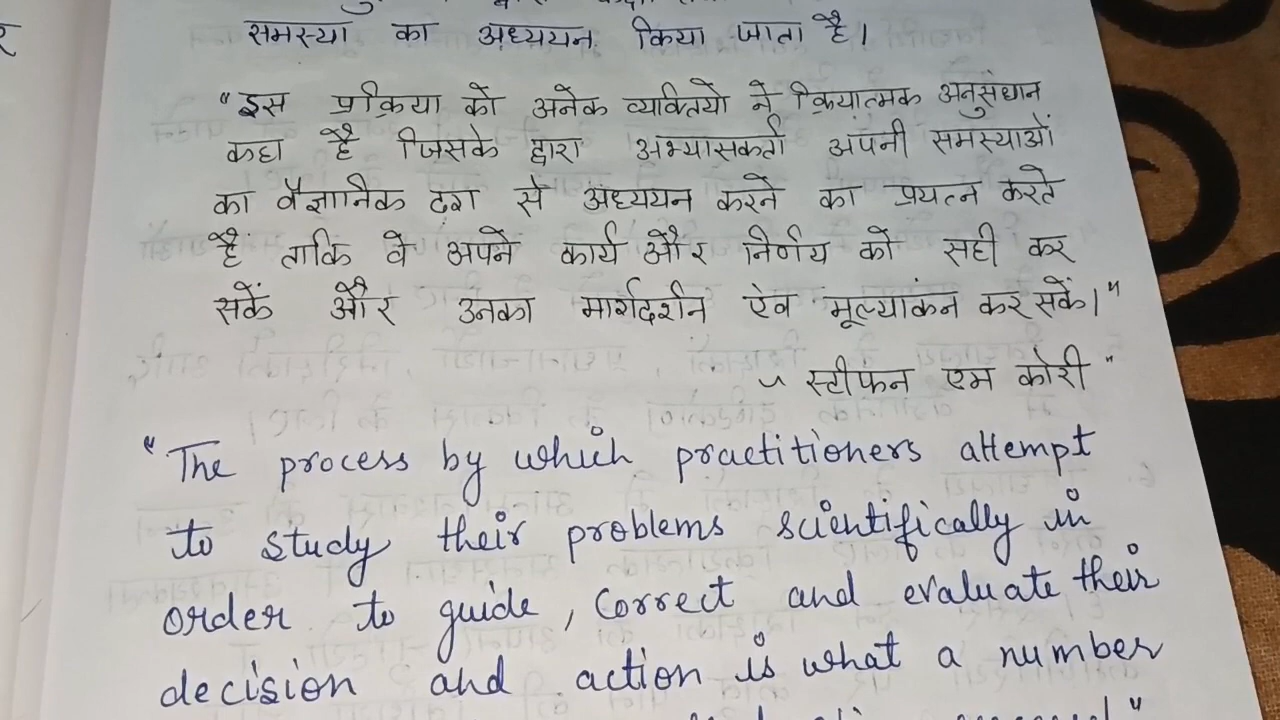 समस्या का अध्ययन किया जाता है।
"इस प्रक्रिया को अनेक व्यक्तियो ने क्रियात्मक अनुसंधान
कहा है जिसके द्वारा अभ्यासकर्ता अपनी समस्याओं
का वैज्ञानिक ढंग से अध्ययन करने का प्रयत्न करते
हैं ताकि वे अपने कार्य और निर्णय को सही कर
सकें और उनका मार्गदर्शन ऐव मूल्याकंन कर सकें।"
" स्टीफन एम कोरी "
"The process by which practitioners attempt
to study their problems scientifically in
order to guide, correct and evaluate their
decision and action is what a number